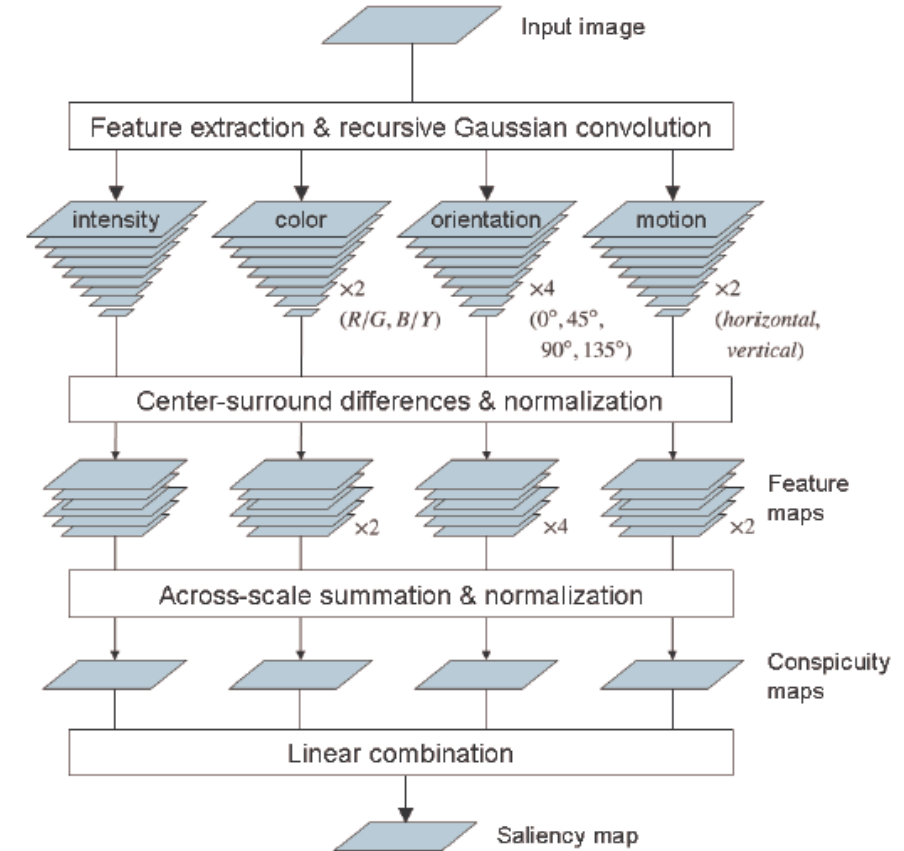 Input image
Feature extraction & recursive Gaussian convolution
intensity
color
orientation
motion
×2
(R/G, B/Y)
×4
(0°, 45°,
90°, 135°)
×2
(horizontal,
vertical)
Center-surround differences & normalization
Feature
maps
×2
×4
×2
Across-scale summation & normalization
Conspicuity
maps
Linear combination
Saliency map